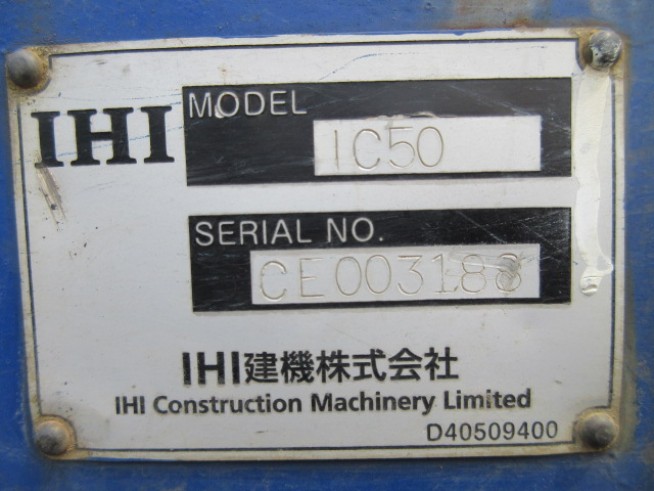 IHI
MODEL
IC50
SERIAL NO.
CE003188
IHI建機株式会社
IHI Construction Machinery Limited
D40509400